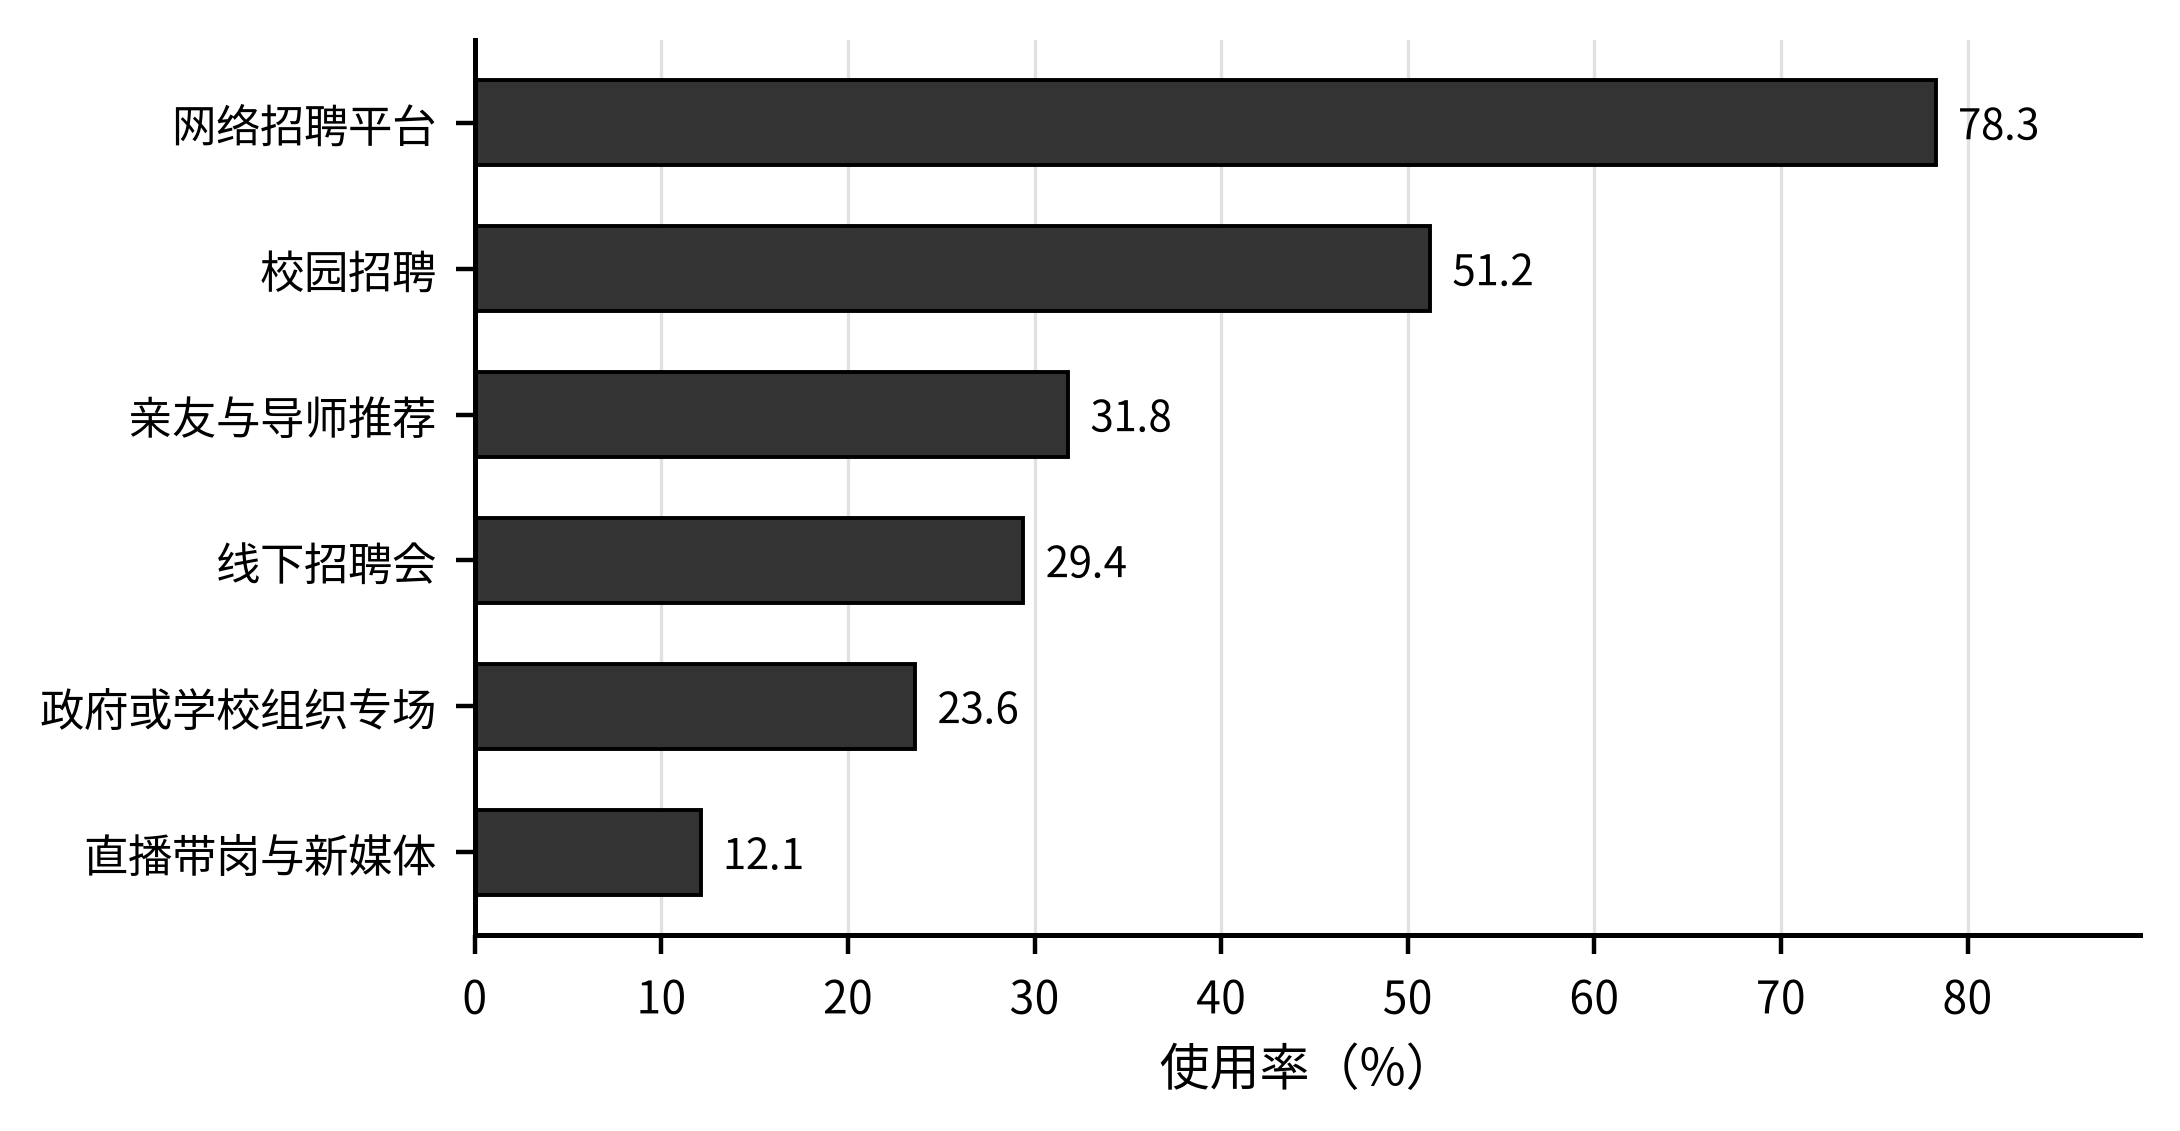 网络招聘平台 78.3
校园招聘 51.2
亲友与导师推荐 31.8
线下招聘会 29.4
政府或学校组织专场 23.6
直播带岗与新媒体 12.1
0 10 20 30 40 50 60 70 80
使用率（%）